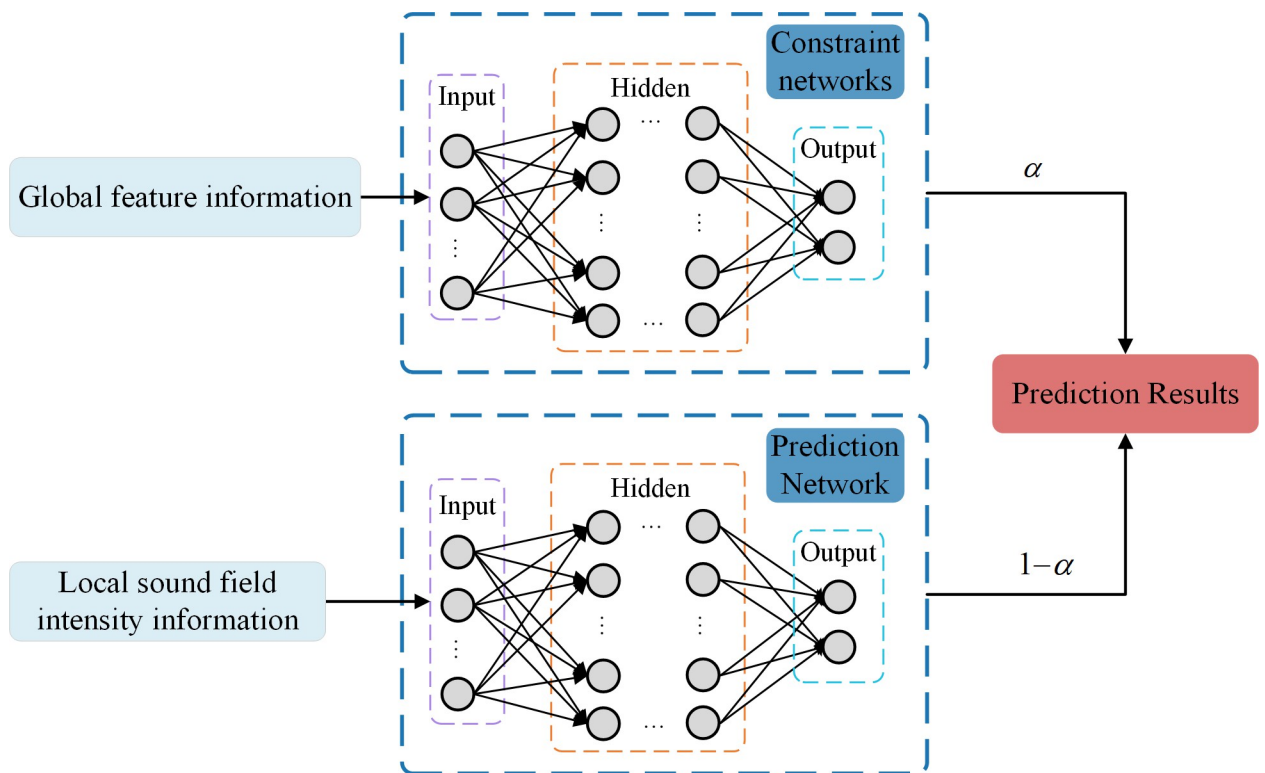 Constraint
networks
Input
Hidden
...
Output
Global feature information
α
...
Prediction Results
Prediction
Network
Input
Hidden
...
Output
Local sound field
intensity information
1−α
...